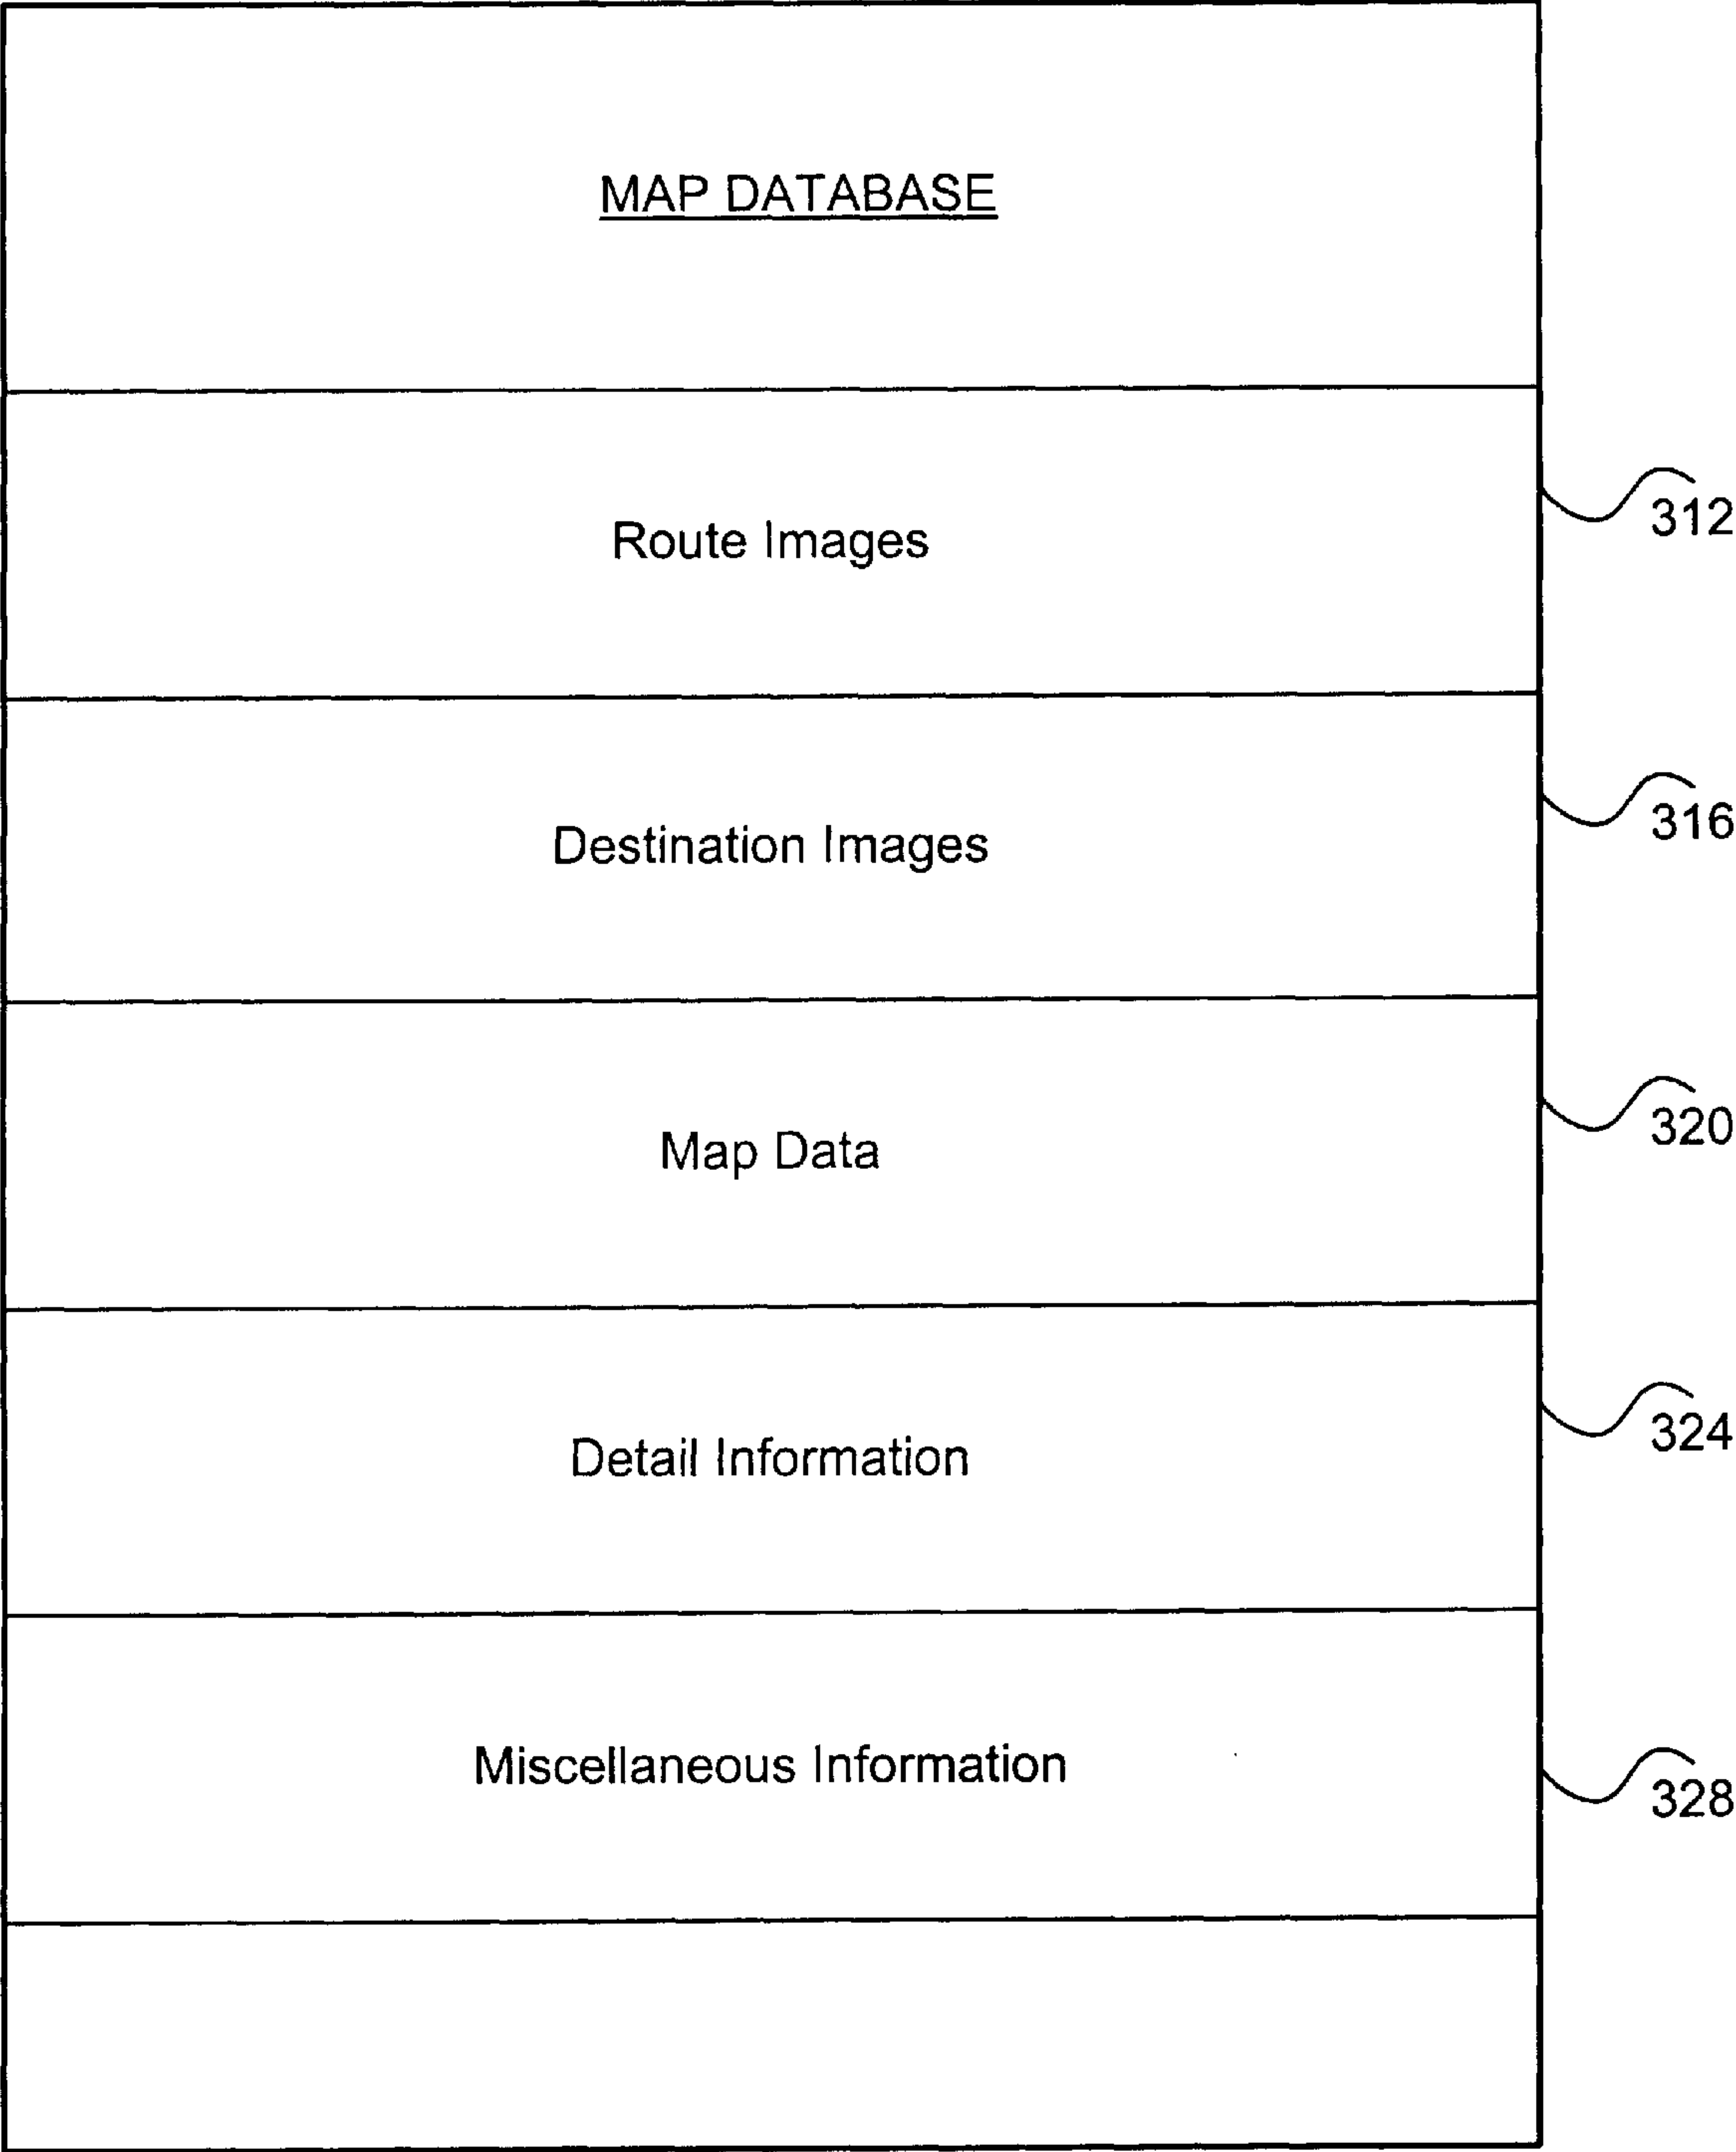 MAP DATABASE
Route Images
312
Destination Images
316
Map Data
320
Detail Information
324
Miscellaneous Information
328